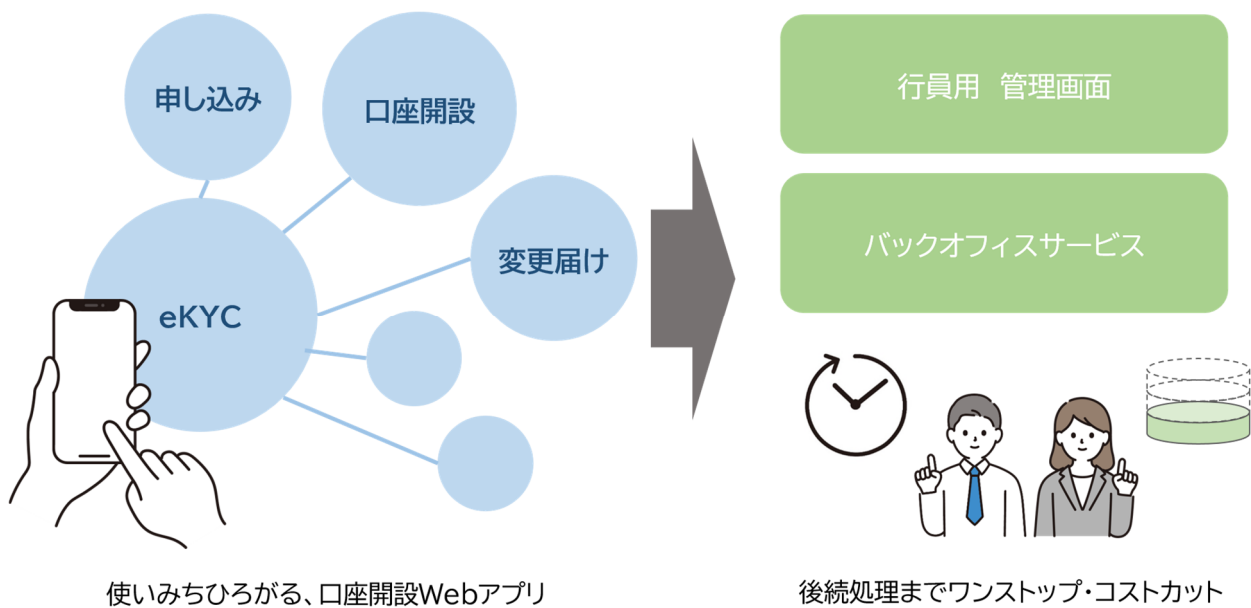 申し込み
口座開設
変更届け
eKYC
使いみちひろがる、口座開設Webアプリ
行員用 管理画面
バックオフィスサービス
後続処理までワンストップ・コストカット